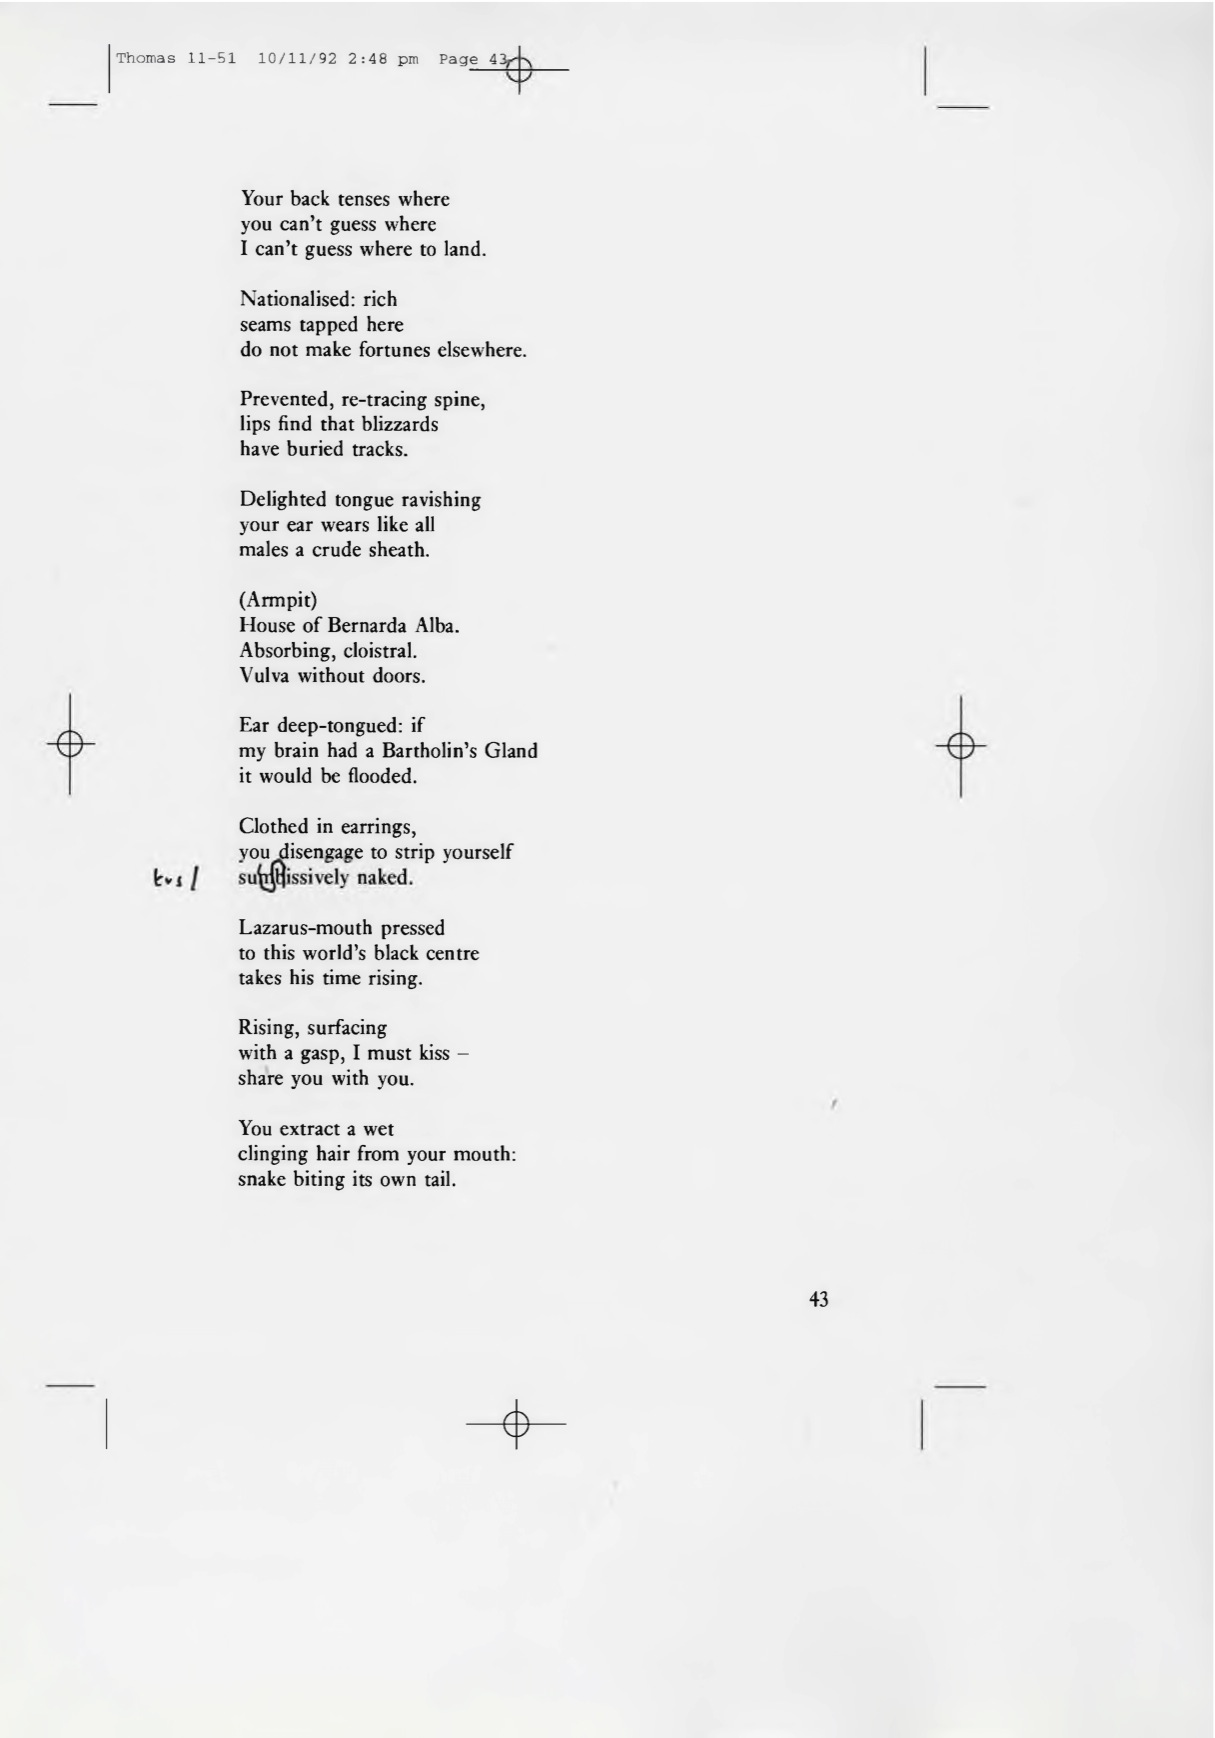 Thomas 11-51 10/11/92 2:48 pm Page 43
Your back tenses where
you can't guess where
I can't guess where to land.
Nationalised: rich
seams tapped here
do not make fortunes elsewhere.
Prevented, re-tracing spine,
lips find that blizzards
have buried tracks.
Delighted tongue ravishing
your ear wears like all
males a crude sheath.
(Armpit)
House of Bernarda Alba.
Absorbing, cloistral.
Vulva without doors.
Ear deep-tongued: if
my brain had a Bartholin's Gland
it would be flooded.
Clothed in earrings,
you disengage to strip yourself
trs/ sumbissively naked.
Lazarus-mouth pressed
to this world's black centre
takes his time rising.
Rising, surfacing
with a gasp, I must kiss –
share you with you.
You extract a wet
clinging hair from your mouth:
snake biting its own tail.
43